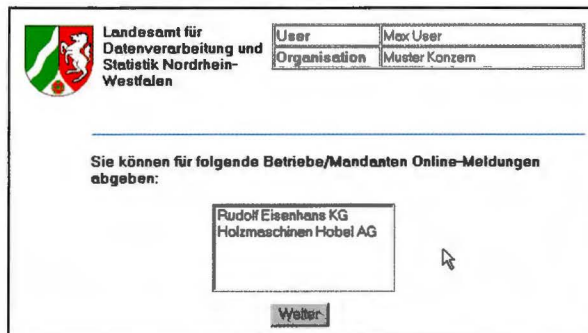 Landesamt für
Datenverarbeitung und
Statistik Nordrhein-
Westfalen
User Max User
Organisation Muster Konzern
Sie können für folgende Betriebe/Mandanten Online-Meldungen
abgeben:
Rudolf Eisenhans KG
Holzmaschinen Hobel AG
Weiter